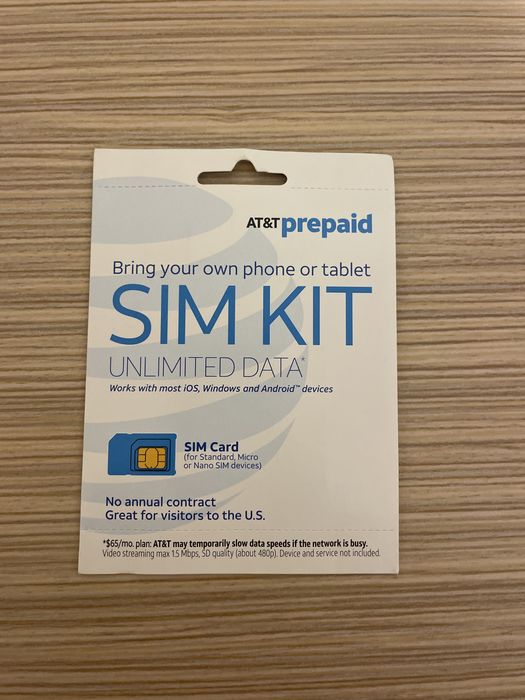 AT&T prepaid
Bring your own phone or tablet
SIM KIT
UNLIMITED DATA*
Works with most iOS, Windows and Android™ devices
SIM Card
(for Standard, Micro
or Nano SIM devices)
No annual contract
Great for visitors to the U.S.
*$65/mo. plan: AT&T may temporarily slow data speeds if the network is busy.
Video streaming max 1.5 Mbps, SD quality (about 480p). Device and service not included.